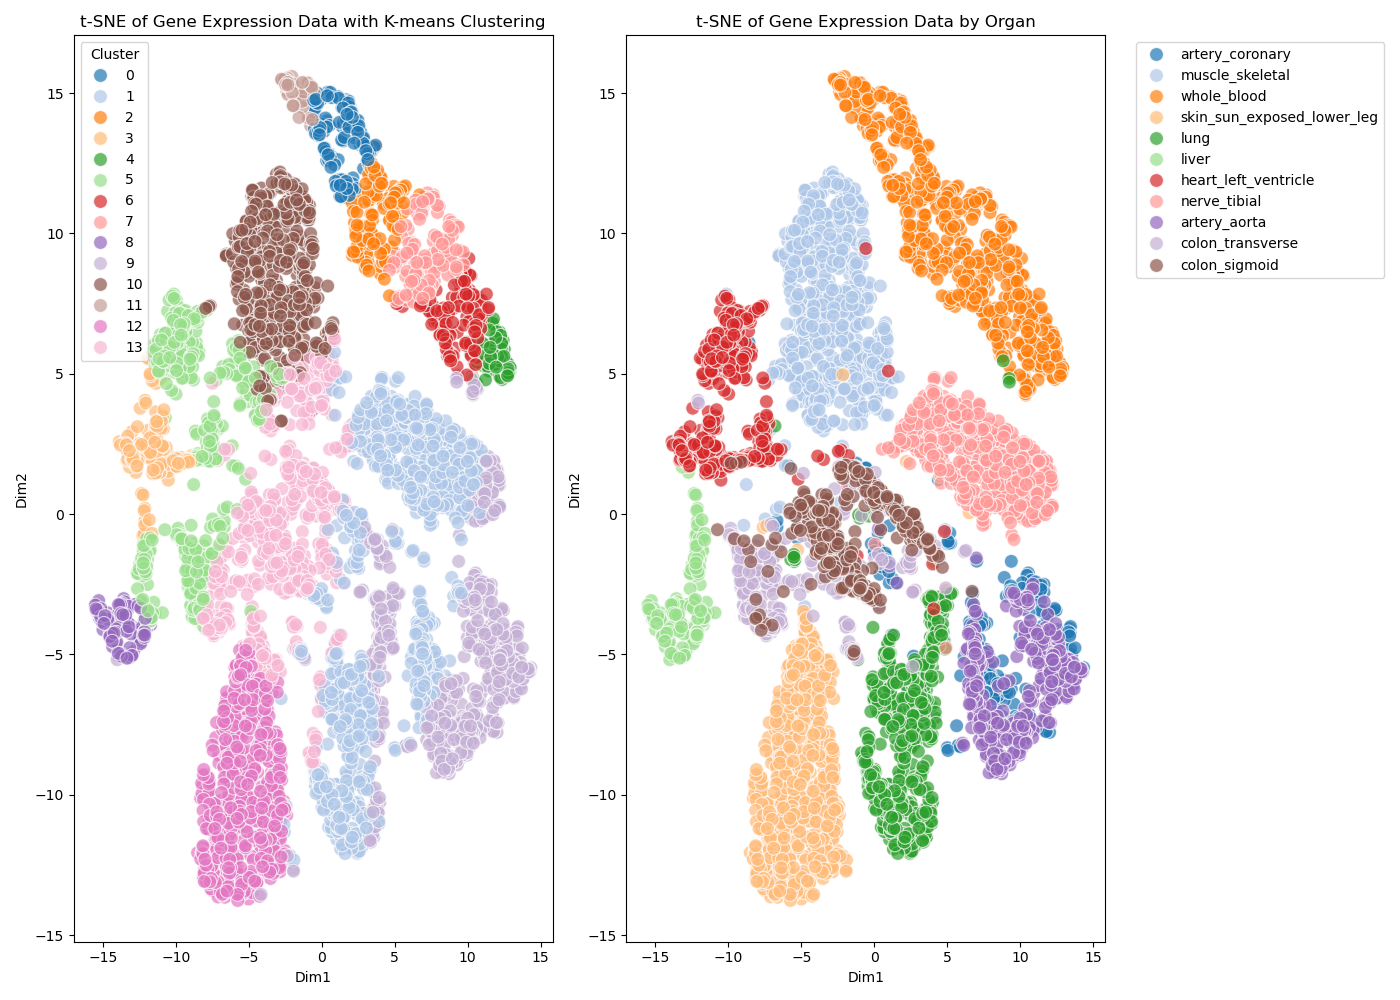 t-SNE of Gene Expression Data with K-means Clustering
Cluster
0
1
2
3
4
5
6
7
8
9
10
11
12
13
15
10
5
0
−5
−10
−15
Dim2
−15
−10
−5
0
5
10
15
Dim1
t-SNE of Gene Expression Data by Organ
15
10
5
0
−5
−10
−15
Dim2
−15
−10
−5
0
5
10
15
Dim1
artery_coronary
muscle_skeletal
whole_blood
skin_sun_exposed_lower_leg
lung
liver
heart_left_ventricle
nerve_tibial
artery_aorta
colon_transverse
colon_sigmoid